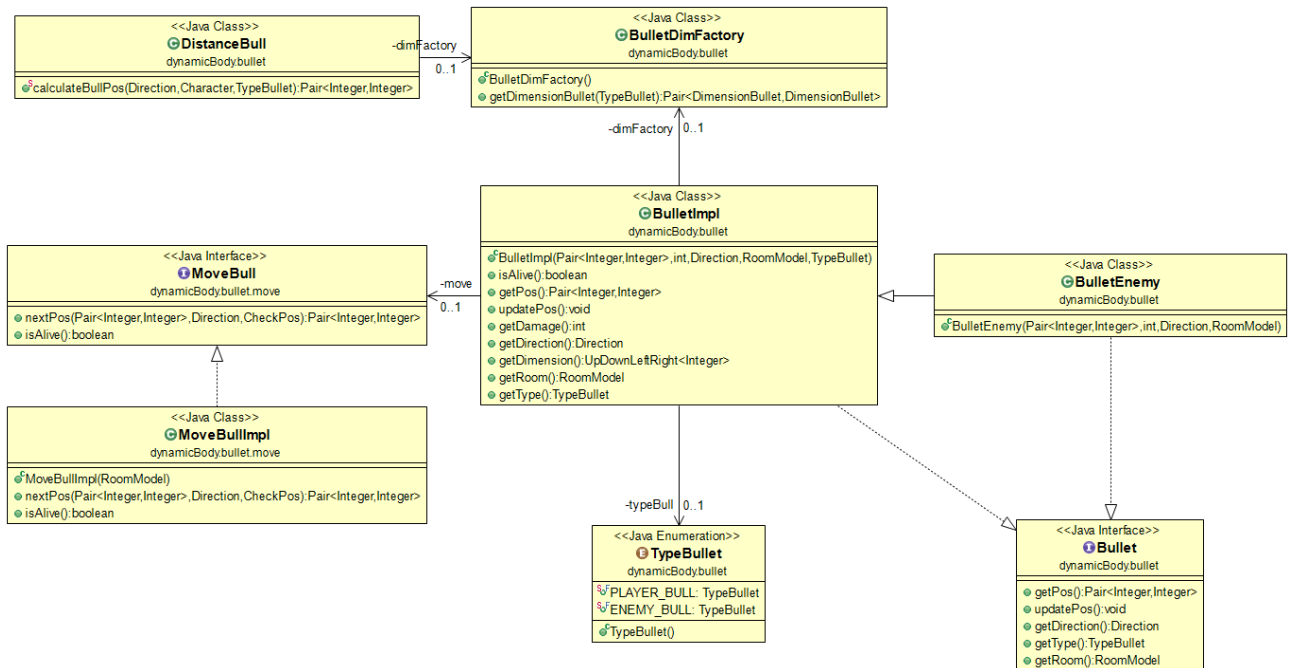 <<Java Class>>
DistanceBull
dynamicBody.bullet
calculateBullPos(Direction,Character,TypeBullet):Pair<Integer,Integer>
-dimFactory
0..1
<<Java Class>>
BulletDimFactory
dynamicBody.bullet
BulletDimFactory()
getDimensionBullet(TypeBullet):Pair<DimensionBullet,DimensionBullet>
-dimFactory
0..1
<<Java Class>>
BulletImpl
dynamicBody.bullet
BulletImpl(Pair<Integer,Integer>,int,Direction,RoomModel,TypeBullet)
isAlive():boolean
getPos():Pair<Integer,Integer>
updatePos():void
getDamage():int
getDirection():Direction
getDimension():UpDownLeftRight<Integer>
getRoom():RoomModel
getType():TypeBullet
<<Java Interface>>
MoveBull
dynamicBody.bullet.move
nextPos(Pair<Integer,Integer>,Direction,CheckPos):Pair<Integer,Integer>
isAlive():boolean
-move
0..1
<<Java Class>>
BulletEnemy
dynamicBody.bullet
BulletEnemy(Pair<Integer,Integer>,int,Direction,RoomModel)
<<Java Class>>
MoveBullImpl
dynamicBody.bullet.move
MoveBullImpl(RoomModel)
nextPos(Pair<Integer,Integer>,Direction,CheckPos):Pair<Integer,Integer>
isAlive():boolean
-typeBull
0..1
<<Java Enumeration>>
TypeBullet
dynamicBody.bullet
PLAYER_BULL: TypeBullet
ENEMY_BULL: TypeBullet
TypeBullet()
<<Java Interface>>
Bullet
dynamicBody.bullet
getPos():Pair<Integer,Integer>
updatePos():void
getDirection():Direction
getType():TypeBullet
getRoom():RoomModel